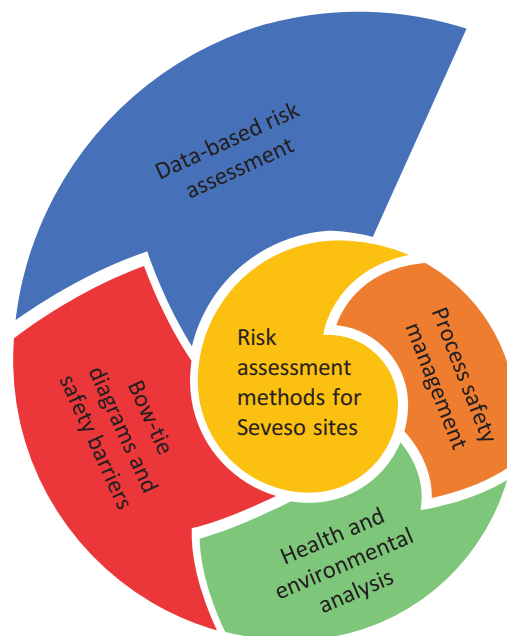 Data-based risk
assessment
Risk
assessment
methods for
Seveso sites
Process safety
management
Bow-tie
diagrams and
safety barriers
Health and
environmental
analysis